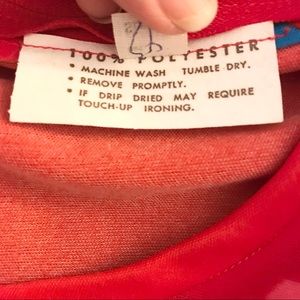 100% POLYESTER
• MACHINE WASH TUMBLE DRY.
• REMOVE PROMPTLY.
• IF DRIP DRIED MAY REQUIRE
TOUCH-UP IRONING.